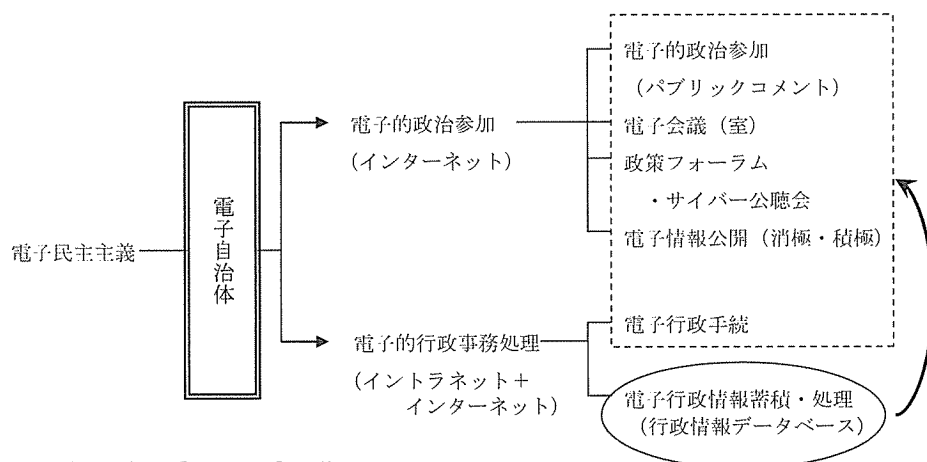 電子民主主義
電子自治体
電子的政治参加
(インターネット)
電子的政治参加
(パブリックコメント)
電子会議(室)
政策フォーラム
・サイバー公聴会
電子情報公開(消極・積極)
電子的行政事務処理
(イントラネット+
インターネット)
電子行政手続
電子行政情報蓄積・処理
(行政情報データベース)